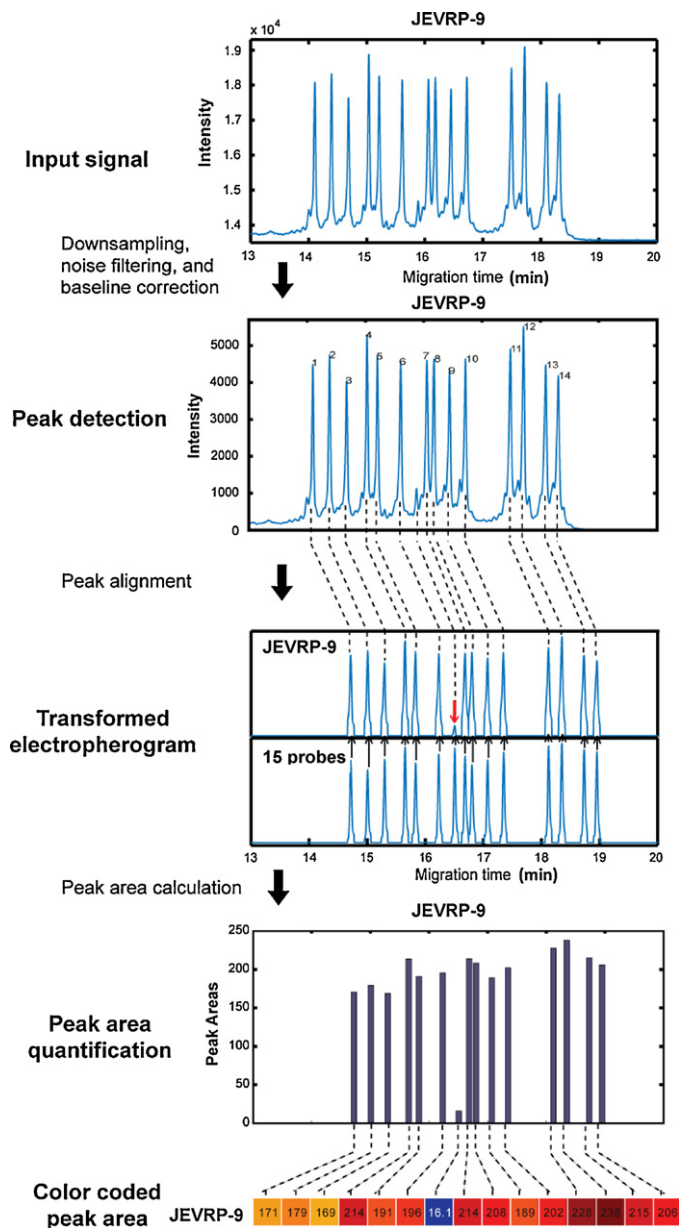 JEVRP-9
x 10⁴
1.9
1.8
1.7
1.6
1.5
1.4
Intensity
Input signal
13 14 15 16 17 18 19 20
Migration time (min)
Downsampling,
noise filtering, and
baseline correction
JEVRP-9
5000
4000
3000
2000
1000
0
Intensity
1 2 3 4 5 6 7 8 9 10 11 12 13 14
Peak detection
Peak alignment
JEVRP-9
Transformed
electropherogram
15 probes
13 14 15 16 17 18 19 20
Migration time (min)
Peak area calculation
JEVRP-9
250
200
150
100
50
0
Peak Areas
Peak area
quantification
Color coded
peak area
JEVRP-9 171 179 169 214 191 196 16.1 214 208 189 202 228 238 215 206